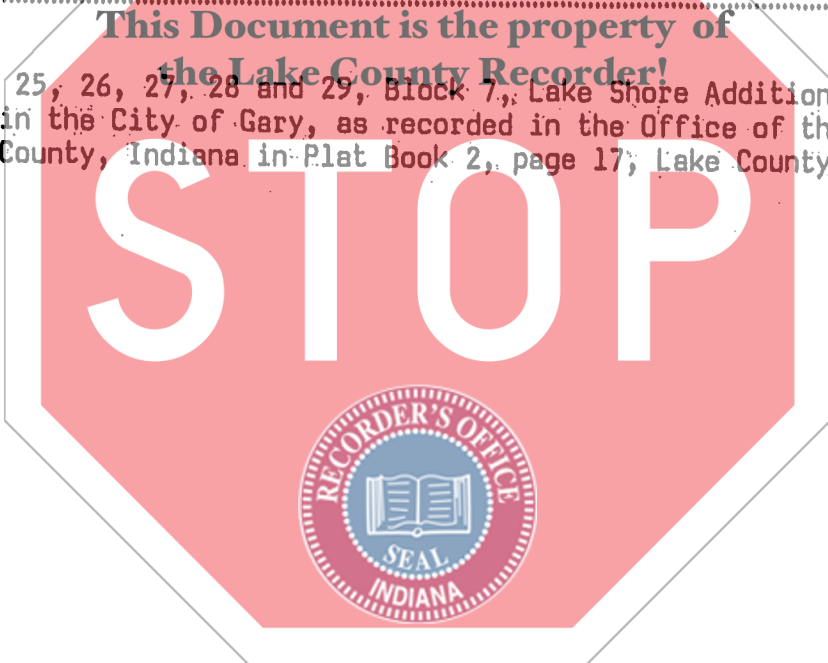 This Document is the property of
the Lake County Recorder!
25, 26, 27, 28 and 29, Block 7, Lake Shore Addition
in the City of Gary, as recorded in the Office of th
County, Indiana in Plat Book 2, page 17, Lake County
STOP
RECORDER'S OFFICE
SEAL
INDIANA